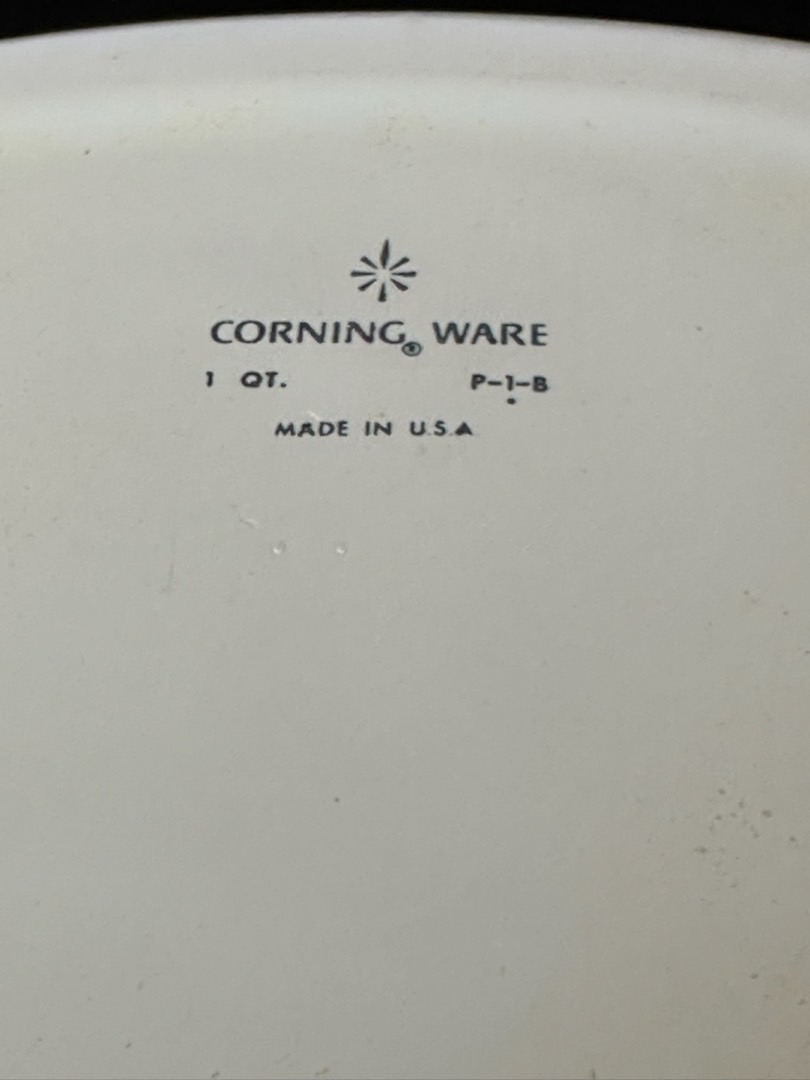 CORNING® WARE
1 QT. P-1-B
MADE IN U.S.A